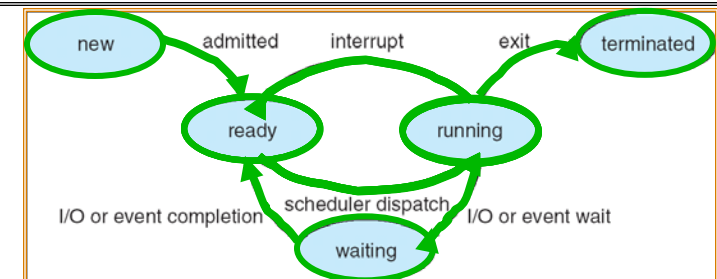 new
admitted
interrupt
exit
terminated
ready
running
I/O or event completion
scheduler dispatch
I/O or event wait
waiting